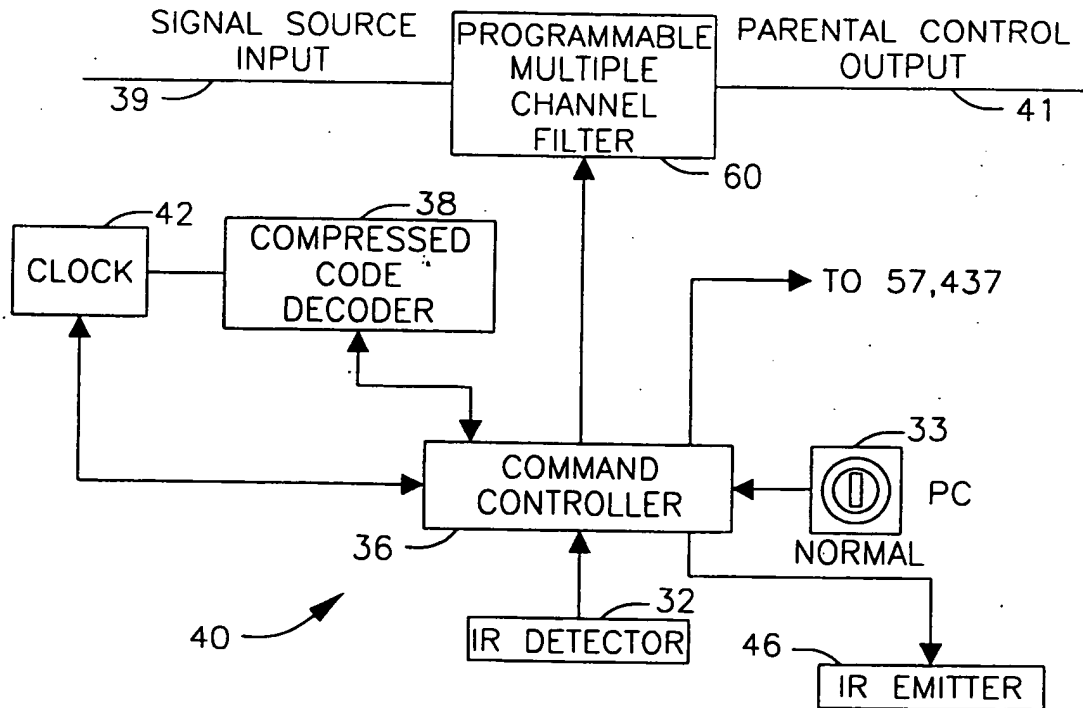 SIGNAL SOURCE
INPUT
39
PROGRAMMABLE
MULTIPLE
CHANNEL
FILTER
60
PARENTAL CONTROL
OUTPUT
41
42
CLOCK
38
COMPRESSED
CODE
DECODER
TO 57,437
COMMAND
CONTROLLER
36
33
PC
NORMAL
40
32
IR DETECTOR
46
IR EMITTER